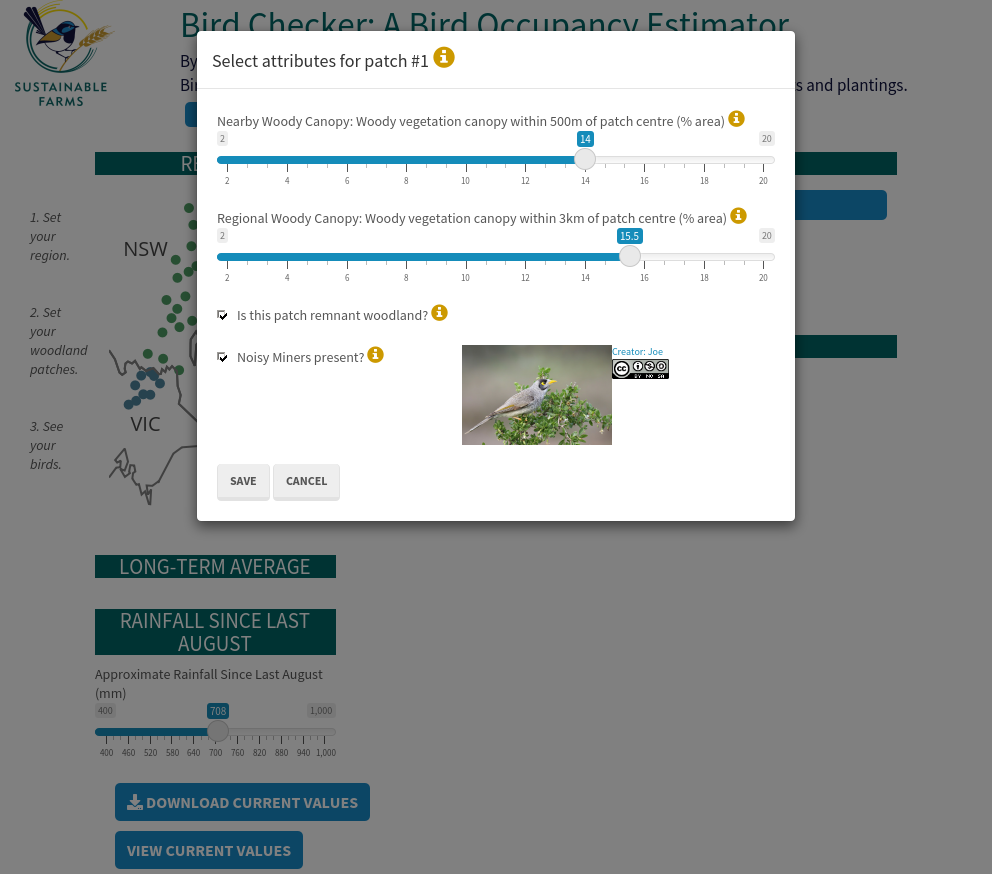 Bird Checker: A Bird Occupancy Estimator
SUSTAINABLE
FARMS
By
Bir
s and plantings.
Select attributes for patch #1
Nearby Woody Canopy: Woody vegetation canopy within 500m of patch centre (% area)
2 14 20
2 4 6 8 10 12 14 16 18 20
Regional Woody Canopy: Woody vegetation canopy within 3km of patch centre (% area)
2 15.5 20
2 4 6 8 10 12 14 16 18 20
Is this patch remnant woodland?
Noisy Miners present?
Creator: Joe
CC BY NC SA
SAVE CANCEL
RE
1. Set
your
region.
NSW
2. Set
your
woodland
patches.
VIC
3. See
your
birds.
LONG-TERM AVERAGE
RAINFALL SINCE LAST
AUGUST
Approximate Rainfall Since Last August
(mm)
400 708 1,000
400 460 520 580 640 700 760 820 880 940 1,000
DOWNLOAD CURRENT VALUES
VIEW CURRENT VALUES